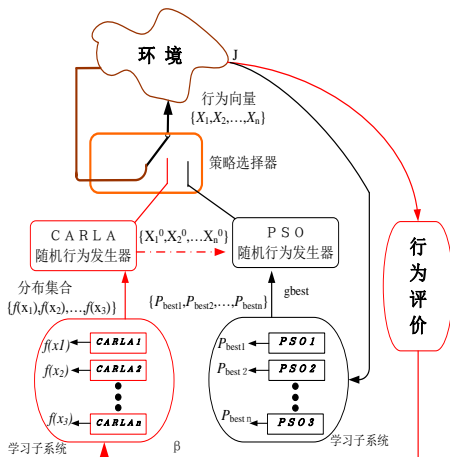 环 境
J
行为向量
{X₁,X₂,…,Xₙ}
策略选择器
CARLA
随机行为发生器
{X₁⁰,X₂⁰,…Xₙ⁰}
PSO
随机行为发生器
行为评价
分布集合
{f(x₁),f(x₂),…,f(x₃)}
{Pbest1,Pbest2,…,Pbestn}
gbest
f(x1)
CARLA1
f(x₂)
CARLA2
f(x₃)
CARLAn
Pbest1
PSO1
Pbest 2
PSO2
Pbest n
PSO3
学习子系统
β
学习子系统